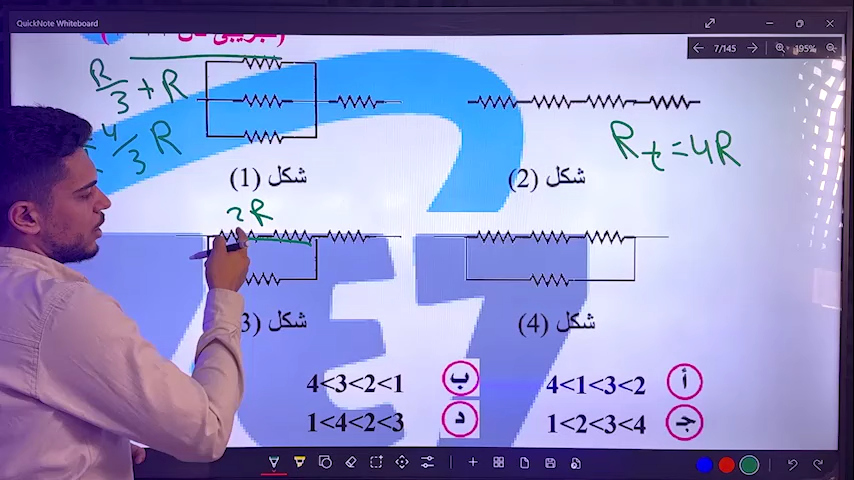 QuickNote Whiteboard
7/145
195%
R/3 + R
4/3 R
شكل (1)
شكل (2)
R t = 4R
2R
شكل (3)
شكل (4)
أ 4<1<3<2
ب 4<3<2<1
جـ 1<2<3<4
د 1<4<2<3